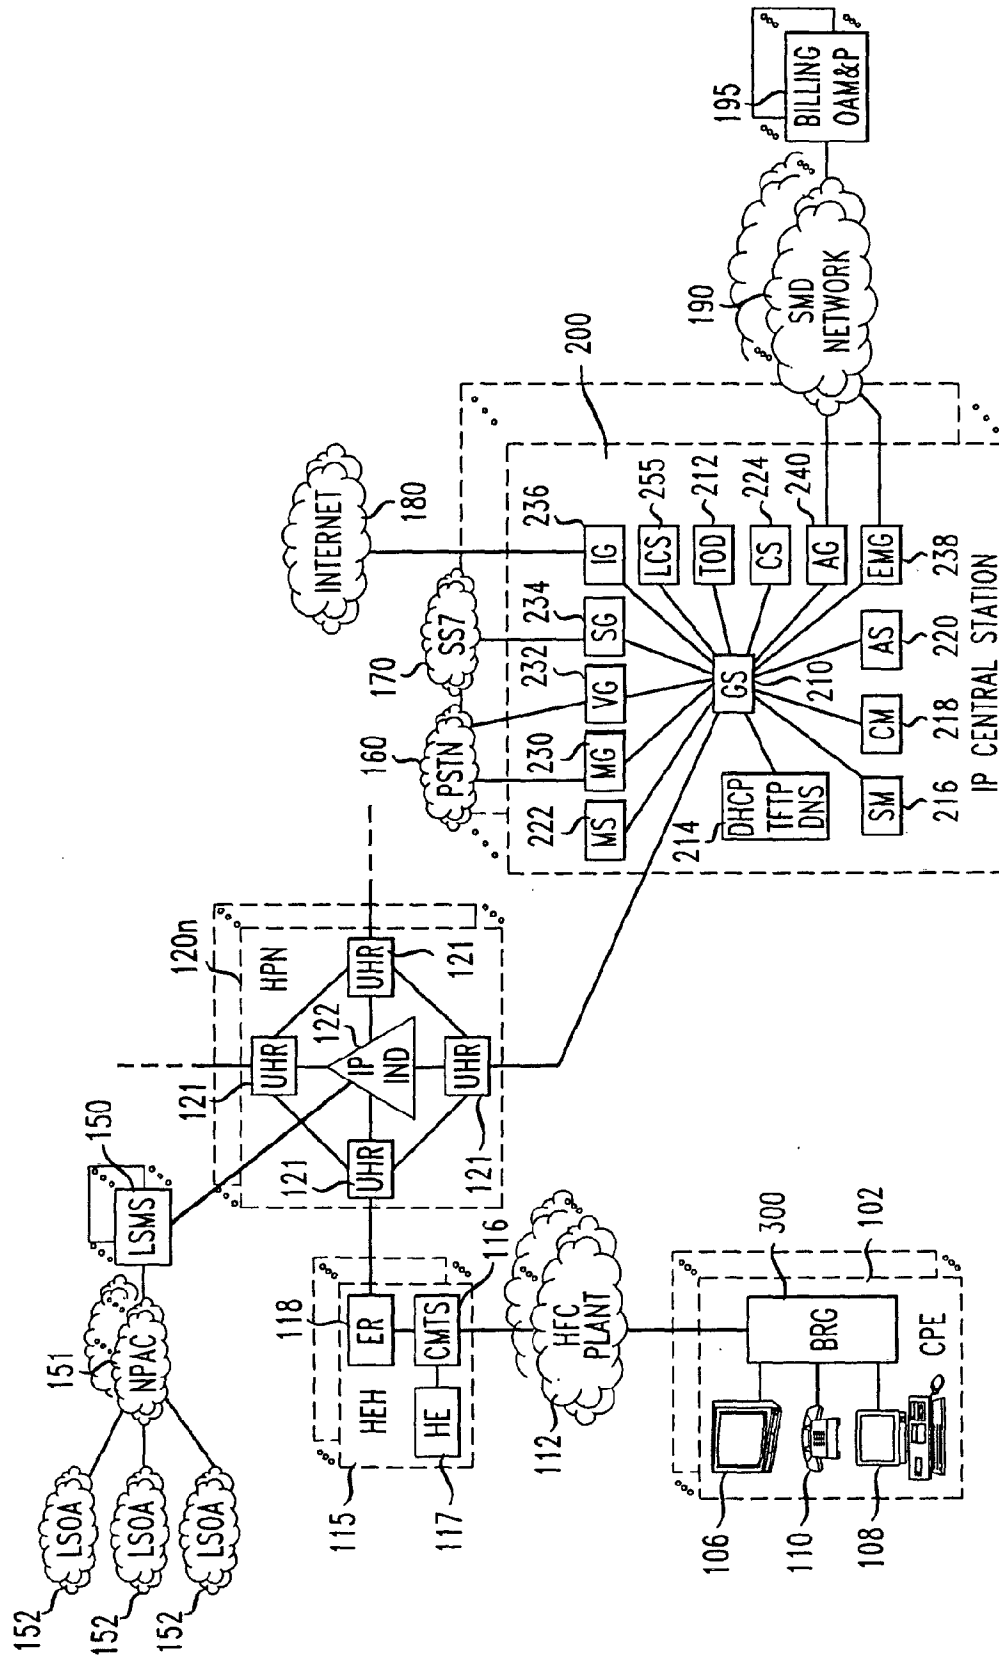 152
LSOA
152
LSOA
152
LSOA
151
NPAC
150
LSMS
120n
HPN
121
UHR
121
UHR
122
IP
IND
121
UHR
121
UHR
118
ER
HEH
116
CMTS
HE
115
117
112
HFC
PLANT
300
102
BRG
CPE
106
110
108
160
PSTN
170
SS7
INTERNET
180
200
222
MS
230
MG
232
VG
234
SG
236
IG
LCS
255
TOD
212
CS
224
AG
240
EMG
238
GS
210
214
DHCP
TFTP
DNS
SM
216
CM
218
AS
220
IP CENTRAL STATION
190
SMD
NETWORK
195
BILLING
OAM&P